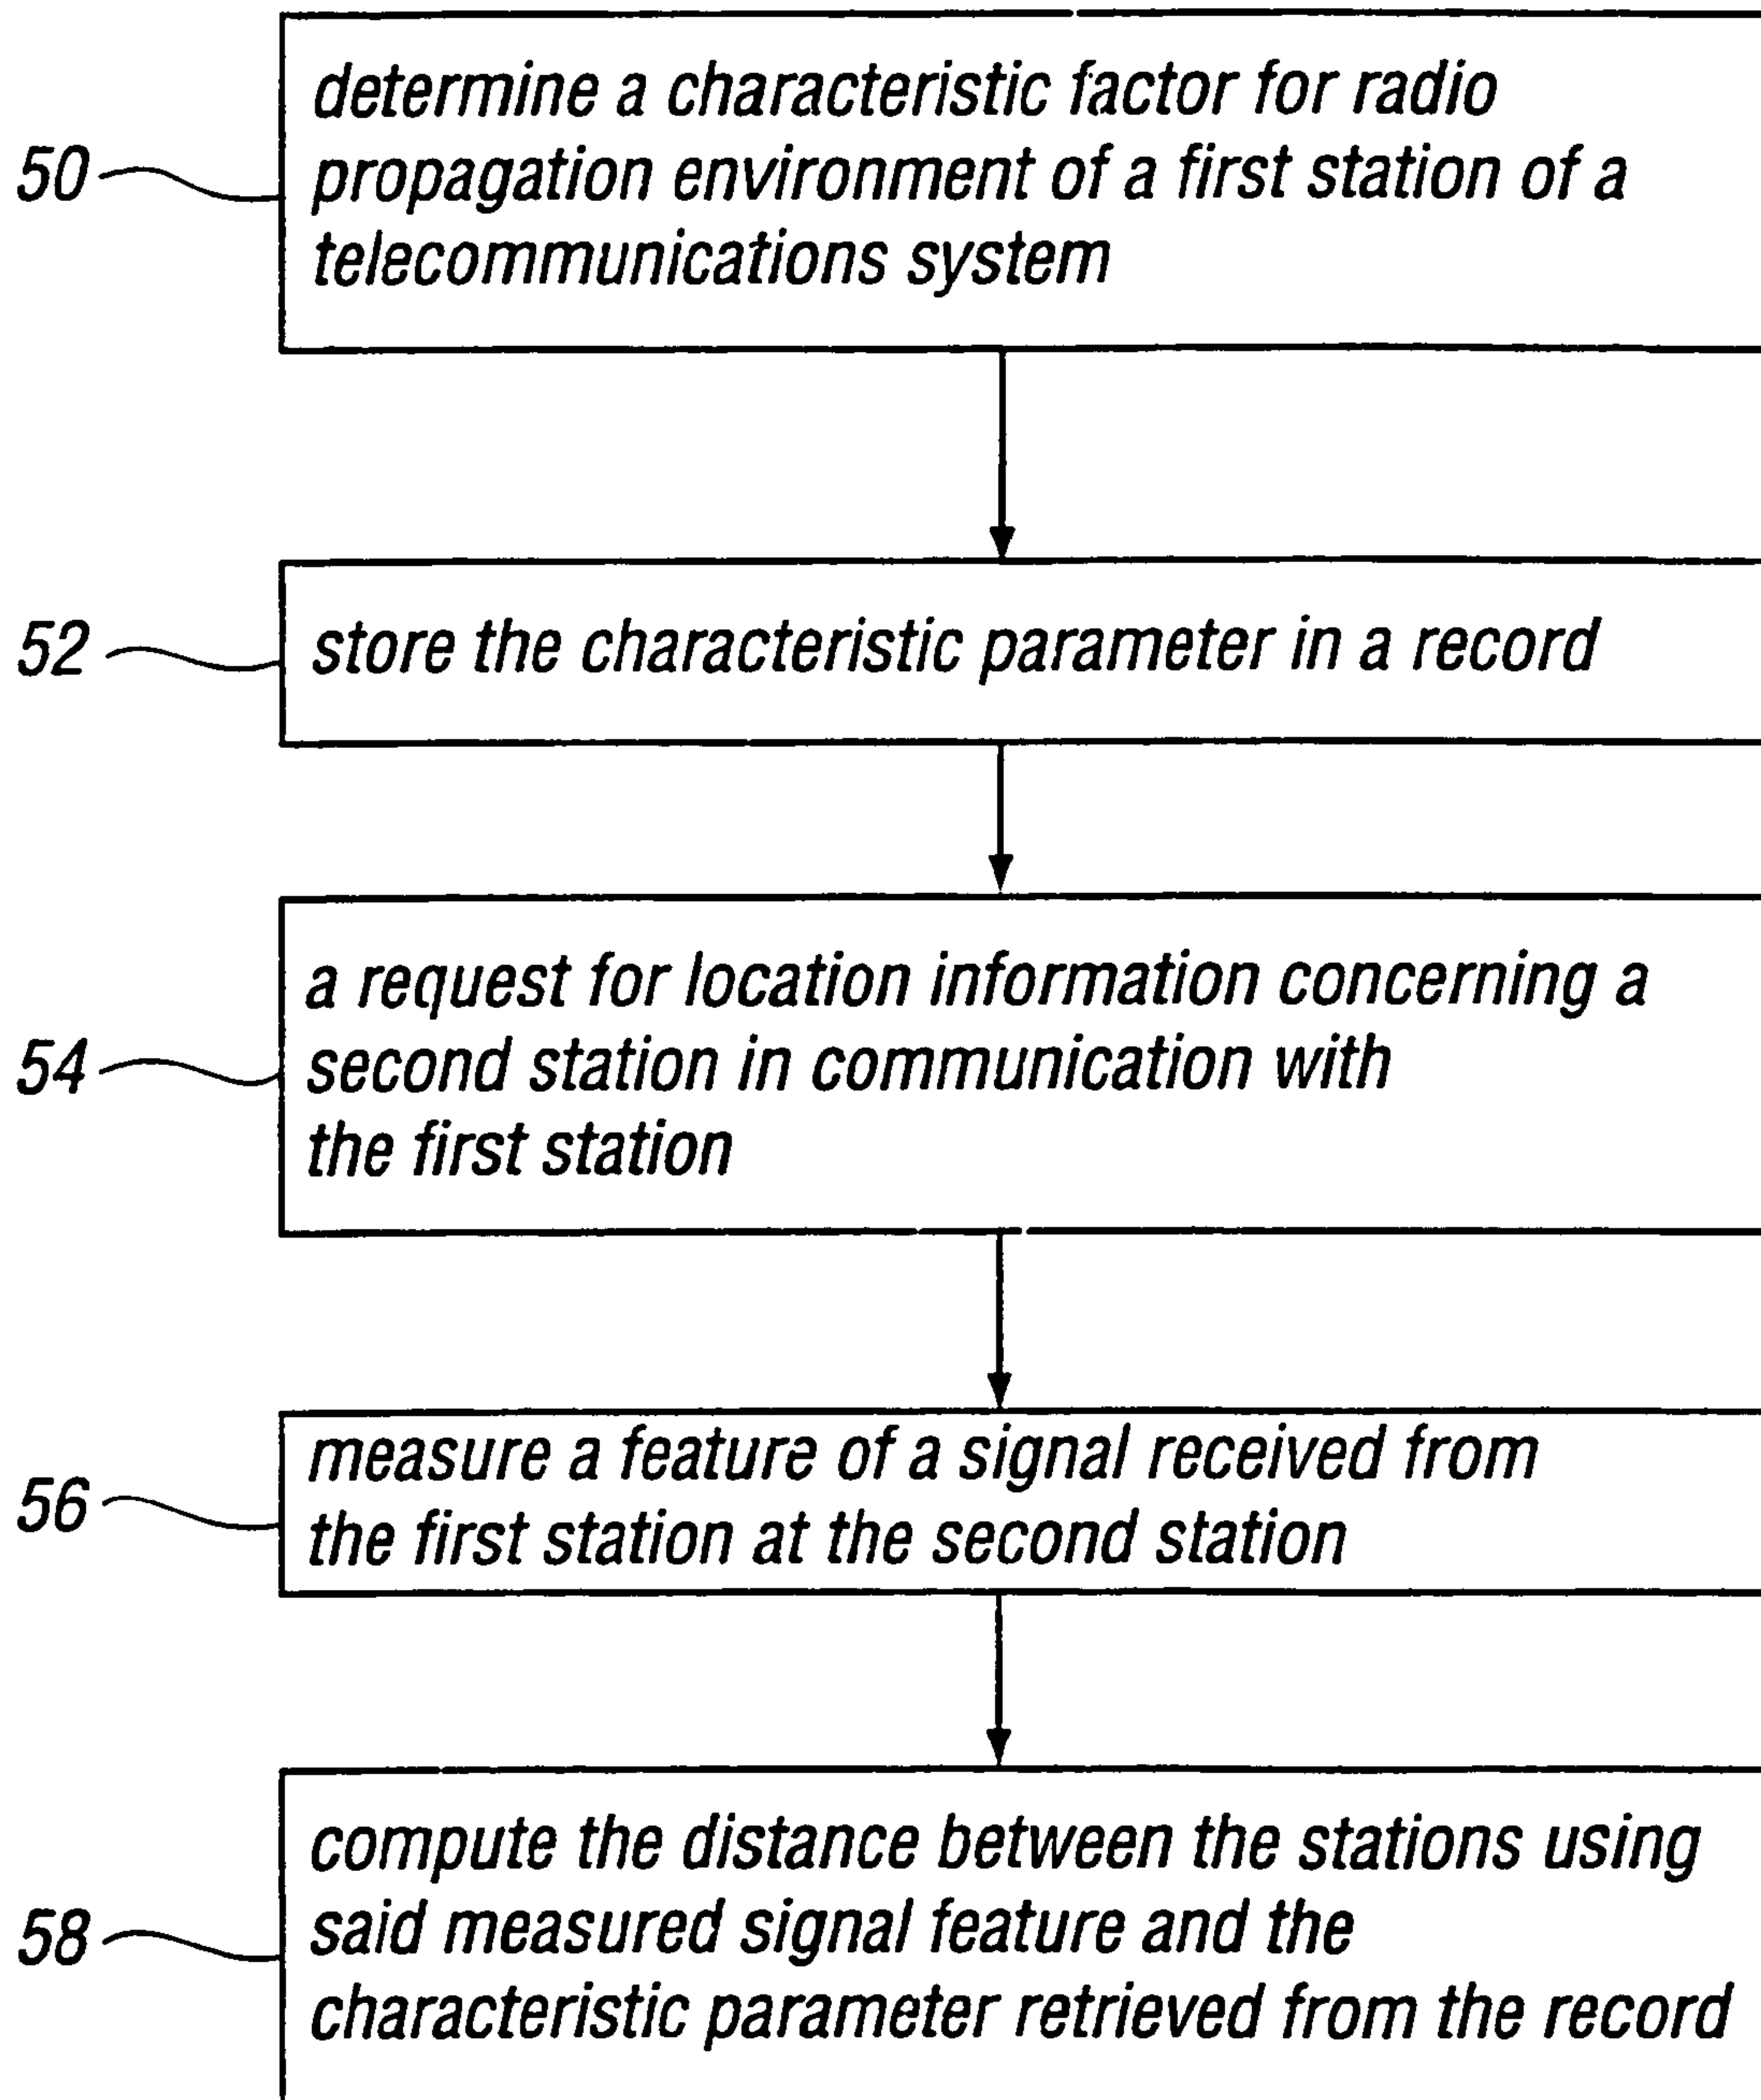 determine a characteristic factor for radio
50
propagation environment of a first station of a
telecommunications system
52
store the characteristic parameter in a record
a request for location information concerning a
54
second station in communication with
the first station
measure a feature of a signal received from
56
the first station at the second station
compute the distance between the stations using
58
said measured signal feature and the
characteristic parameter retrieved from the record